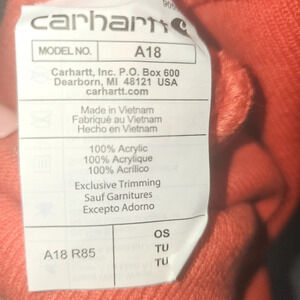 carhartt
MODEL NO. A18
Carhartt, Inc. P.O. Box 600
Dearborn, MI 48121 USA
carhartt.com
Made in Vietnam
Fabriqué au Vietnam
Hecho en Vietnam
100% Acrylic
100% Acrylique
100% Acrílico
Exclusive Trimming
Sauf Garnitures
Excepto Adorno
A18 R85
OS
TU
TU